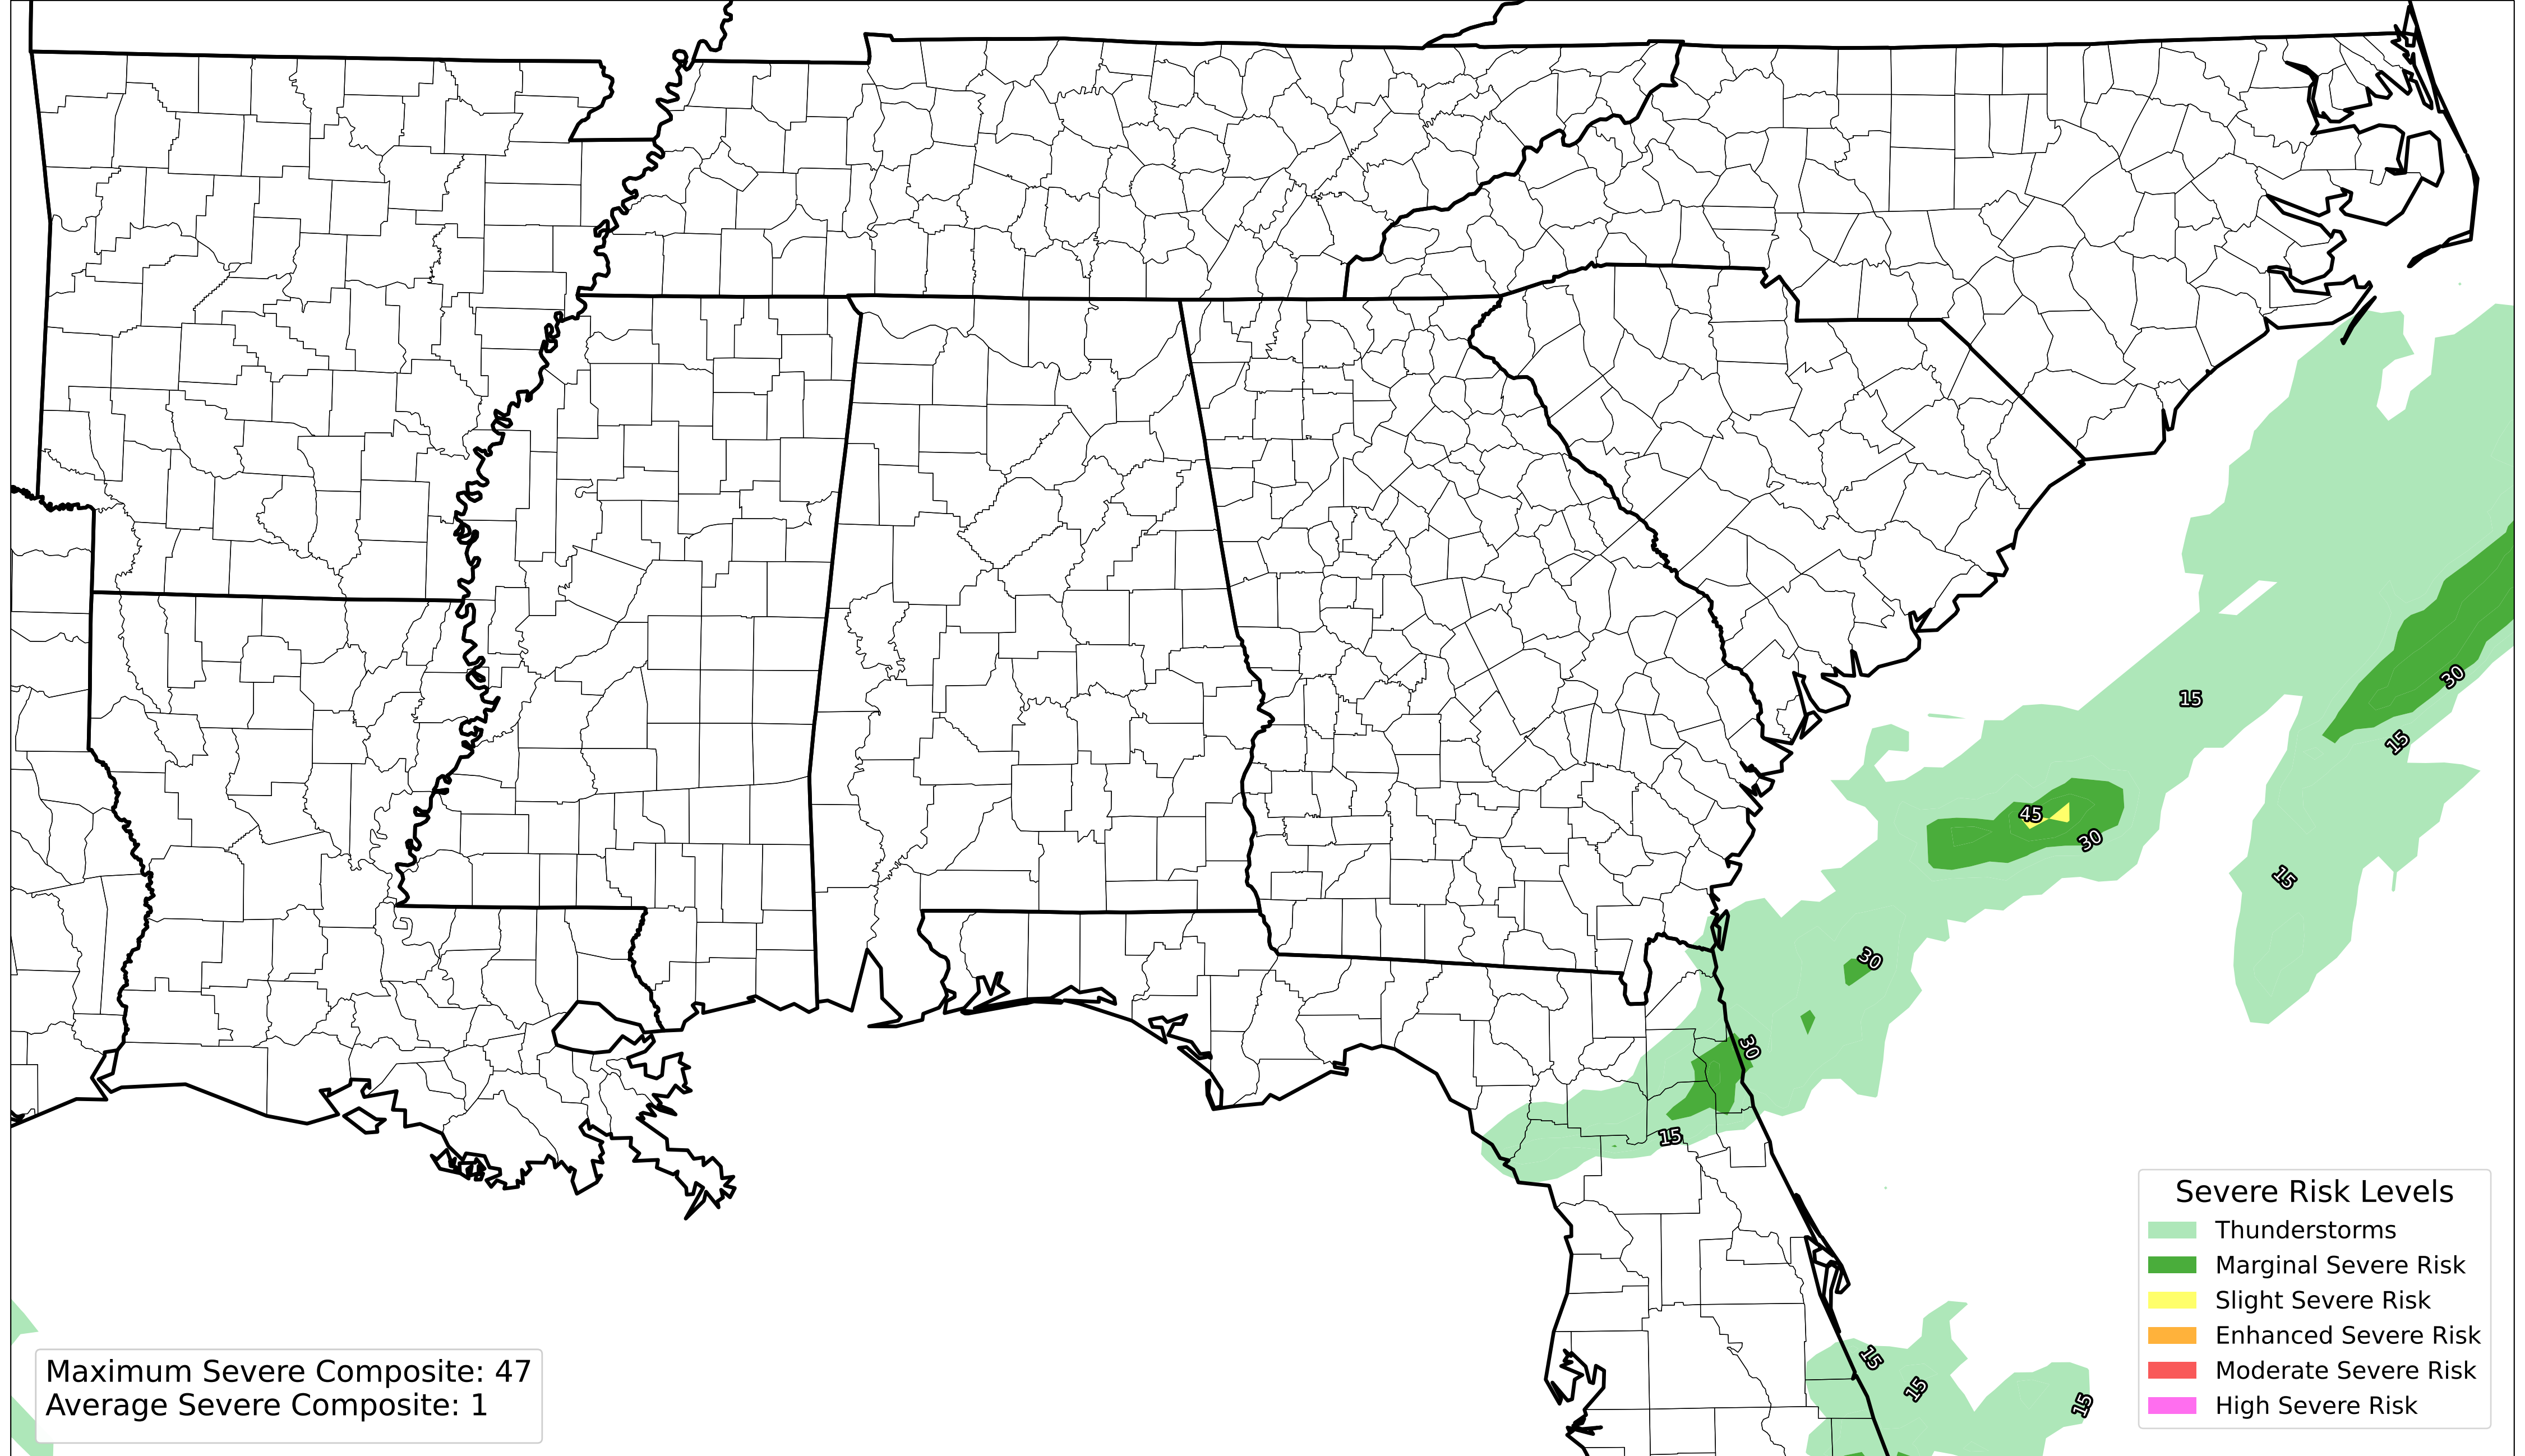 15
30
15
45
30
15
30
30
15
Severe Risk Levels
Thunderstorms
Marginal Severe Risk
Slight Severe Risk
Enhanced Severe Risk
Moderate Severe Risk
High Severe Risk
15
15
15
Maximum Severe Composite: 47
Average Severe Composite: 1